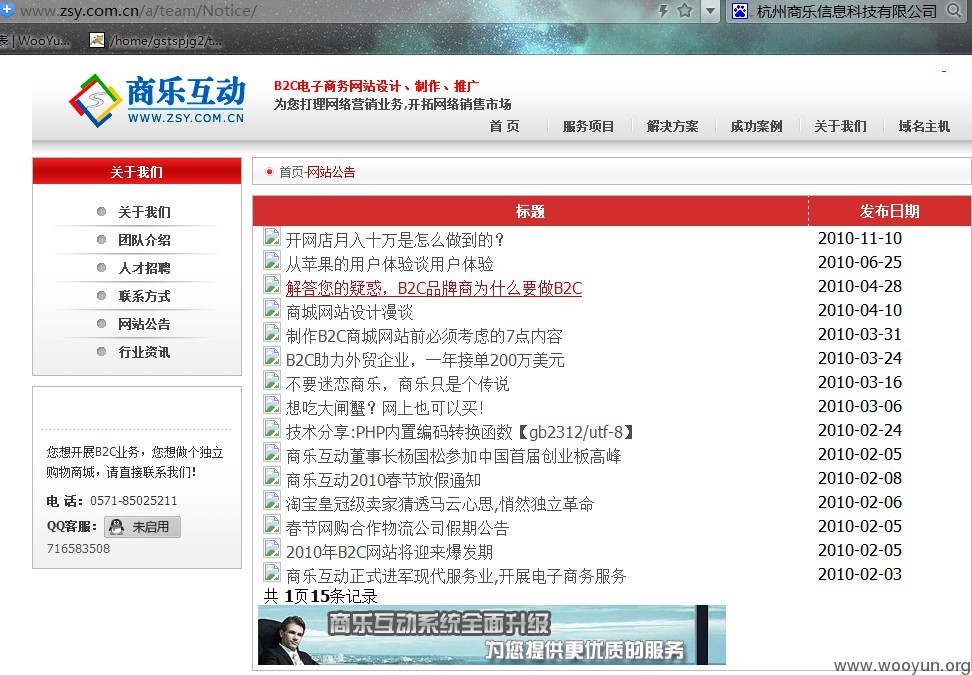 www.zsy.com.cn/a/team/Notice/
杭州商乐信息科技有限公司
表 | WooYu...
/home/gstspjg2/t...
商乐互动
WWW.ZSY.COM.CN
B2C电子商务网站设计、制作、推广
为您打理网络营销业务,开拓网络销售市场
首 页 服务项目 解决方案 成功案例 关于我们 域名主机
关于我们
关于我们
团队介绍
人才招聘
联系方式
网站公告
行业资讯
您想开展B2C业务，您想做个独立
购物商城，请直接联系我们!
电 话：0571-85025211
QQ客服： 未启用
716583508
首页-网站公告
标题 发布日期
开网店月入十万是怎么做到的？ 2010-11-10
从苹果的用户体验谈用户体验 2010-06-25
解答您的疑惑，B2C品牌商为什么要做B2C 2010-04-28
商城网站设计漫谈 2010-04-10
制作B2C商城网站前必须考虑的7点内容 2010-03-31
B2C助力外贸企业，一年接单200万美元 2010-03-24
不要迷恋商乐，商乐只是个传说 2010-03-16
想吃大闸蟹？网上也可以买！ 2010-03-06
技术分享:PHP内置编码转换函数【gb2312/utf-8】 2010-02-24
商乐互动董事长杨国松参加中国首届创业板高峰 2010-02-05
商乐互动2010春节放假通知 2010-02-08
淘宝皇冠级卖家猜透马云心思,悄然独立革命 2010-02-06
春节网购合作物流公司假期公告 2010-02-05
2010年B2C网站将迎来爆发期 2010-02-05
商乐互动正式进军现代服务业,开展电子商务服务 2010-02-03
共 1页15条记录
商乐互动系统全面升级
为您提供更优质的服务
www.wooyun.org